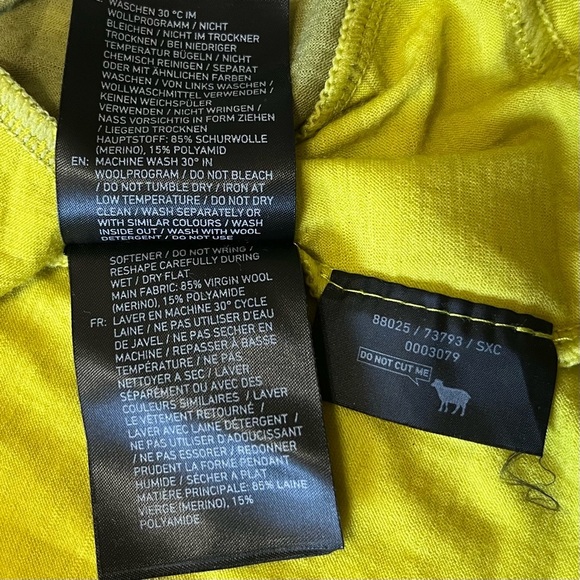 WASCHEN 30 °C IM
WOLLPROGRAMM / NICHT
BLEICHEN / NICHT IM TROCKNER
TROCKNEN / BEI NIEDRIGER
TEMPERATUR BÜGELN / NICHT
CHEMISCH REINIGEN / SEPARAT
ODER MIT ÄHNLICHEN FARBEN
WASCHEN / VON LINKS WASCHEN /
WOLLWASCHMITTEL VERWENDEN /
KEINEN WEICHSPÜLER
VERWENDEN / NICHT WRINGEN /
NASS VORSICHTIG IN FORM ZIEHEN
/ LIEGEND TROCKNEN
HAUPTSTOFF: 85% SCHURWOLLE
(MERINO), 15% POLYAMID
EN: MACHINE WASH 30° IN
WOOLPROGRAM / DO NOT BLEACH
/ DO NOT TUMBLE DRY / IRON AT
LOW TEMPERATURE / DO NOT DRY
CLEAN / WASH SEPARATELY OR
WITH SIMILAR COLOURS / WASH
INSIDE OUT / WASH WITH WOOL
DETERGENT / DO NOT USE
SOFTENER / DO NOT WRING /
RESHAPE CAREFULLY DURING
WET / DRY FLAT
MAIN FABRIC: 85% VIRGIN WOOL
(MERINO), 15% POLYAMIDE
FR: LAVER EN MACHINE 30° CYCLE
LAINE / NE PAS UTILISER D'EAU
DE JAVEL / NE PAS SECHER EN
MACHINE / REPASSER À BASSE
TEMPÉRATURE / NE PAS
NETTOYER A SEC / LAVER
SÉPARÉMENT OU AVEC DES
COULEURS SIMILAIRES / LAVER
LE VÊTEMENT RETOURNÉ /
LAVER AVEC LAINE DÉTERGENT /
NE PAS UTILISER D'ADOUCISSANT
/ NE PAS ESSORER / REDONNER
PRUDENT LA FORME PENDANT
HUMIDE / SÉCHER À PLAT
MATIÈRE PRINCIPALE: 85% LAINE
VIERGE (MERINO), 15%
POLYAMIDE.
88025 / 73793 / SXC
0003079
DO NOT CUT ME